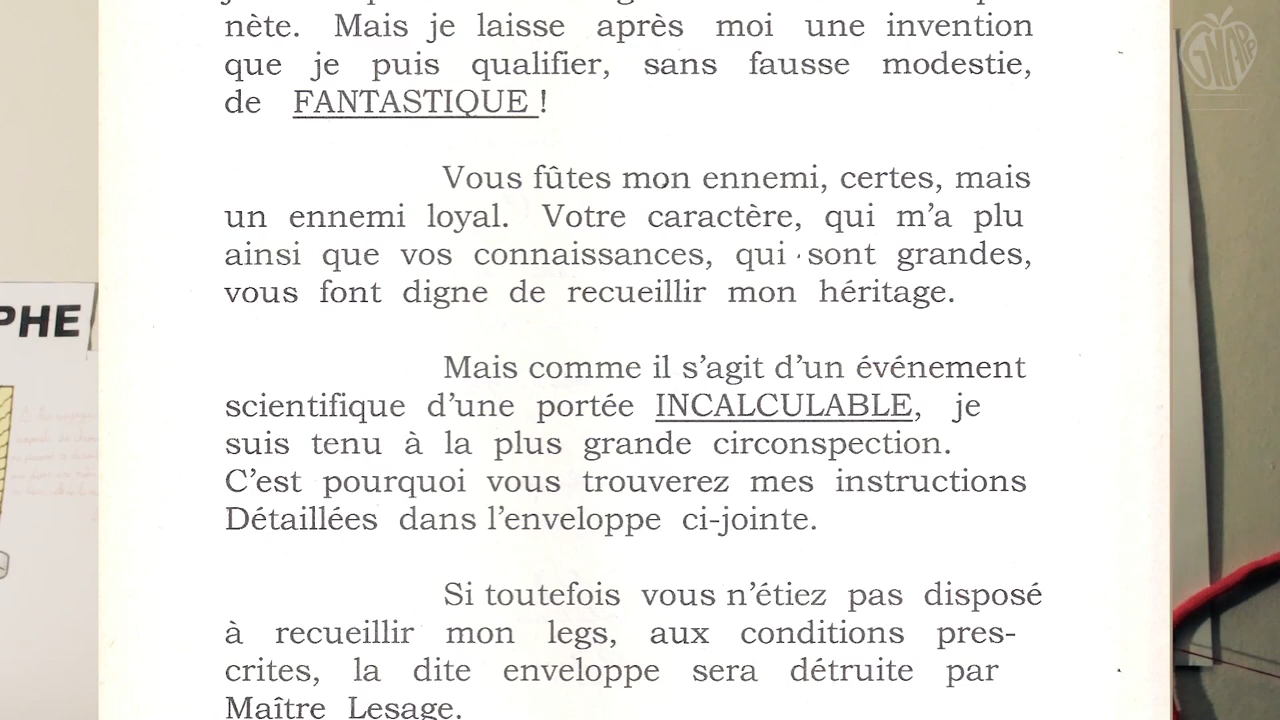 nète. Mais je laisse après moi une invention
que je puis qualifier, sans fausse modestie,
de FANTASTIQUE !
Vous fûtes mon ennemi, certes, mais
un ennemi loyal. Votre caractère, qui m'a plu
ainsi que vos connaissances, qui sont grandes,
vous font digne de recueillir mon héritage.
Mais comme il s'agit d'un événement
scientifique d'une portée INCALCULABLE, je
suis tenu à la plus grande circonspection.
C'est pourquoi vous trouverez mes instructions
Détaillées dans l'enveloppe ci-jointe.
Si toutefois vous n'étiez pas disposé
à recueillir mon legs, aux conditions pres-
crites, la dite enveloppe sera détruite par
Maître Lesage.
PHE